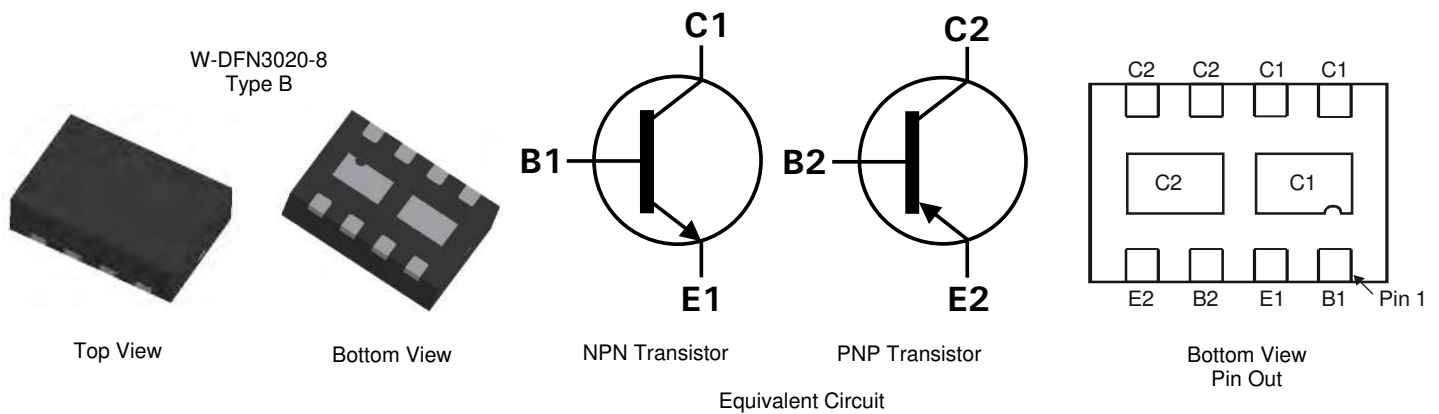 W-DFN3020-8
Type B
Top View
Bottom View
C1
B1
E1
NPN Transistor
C2
B2
E2
PNP Transistor
Equivalent Circuit
C2 C2 C1 C1
C2 C1
E2 B2 E1 B1 Pin 1
Bottom View
Pin Out